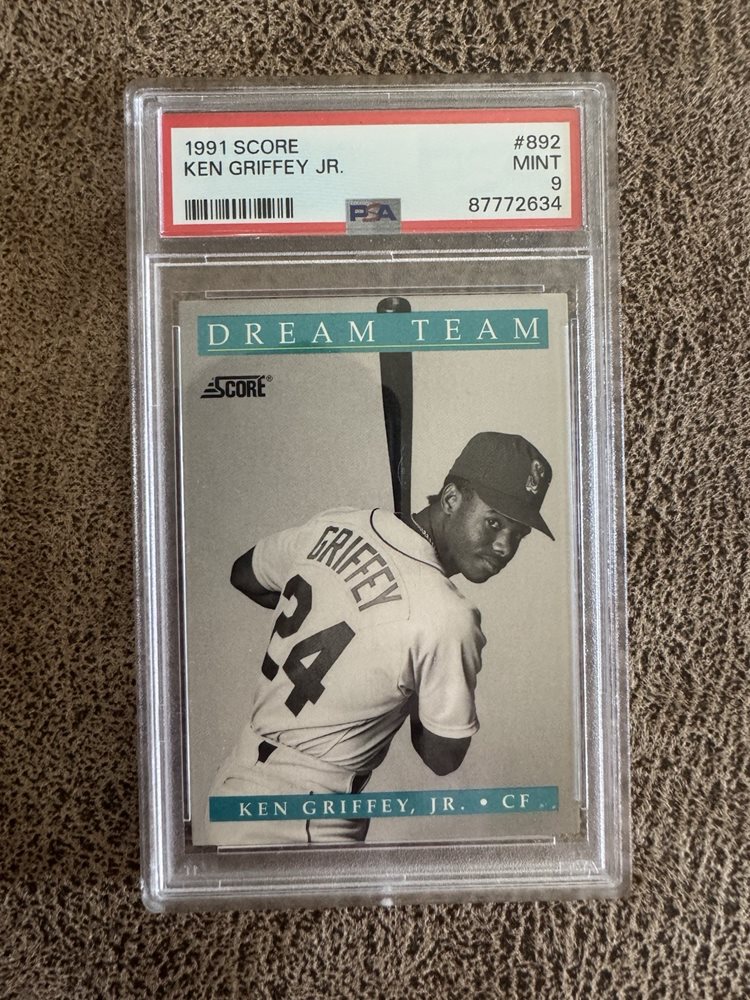 1991 SCORE #892
KEN GRIFFEY JR. MINT
9
PSA 87772634
DREAM TEAM
SCORE®
S
GRIFFEY
24
KEN GRIFFEY, JR. • CF